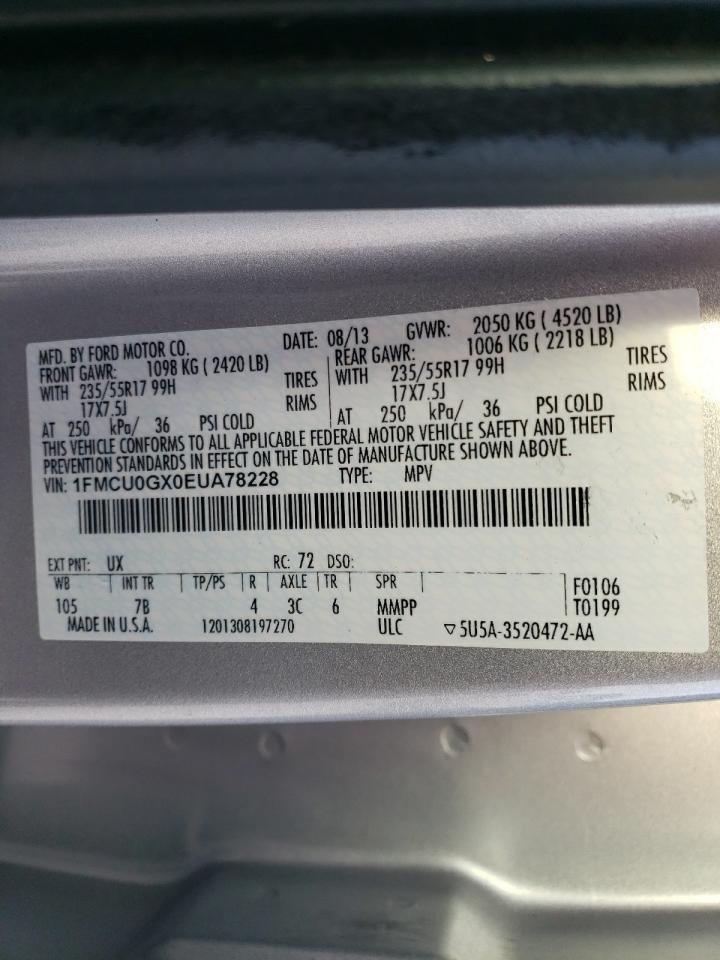 MFD. BY FORD MOTOR CO. DATE: 08/13 GVWR: 2050 KG ( 4520 LB)
FRONT GAWR: 1098 KG ( 2420 LB) REAR GAWR: 1006 KG ( 2218 LB)
WITH 235/55R17 99H TIRES WITH 235/55R17 99H TIRES
17X7.5J RIMS 17X7.5J RIMS
AT 250 kPa/ 36 PSI COLD AT 250 kPa/ 36 PSI COLD
THIS VEHICLE CONFORMS TO ALL APPLICABLE FEDERAL MOTOR VEHICLE SAFETY AND THEFT
PREVENTION STANDARDS IN EFFECT ON THE DATE OF MANUFACTURE SHOWN ABOVE.
VIN: 1FMCU0GX0EUA78228 TYPE: MPV
EXT PNT: UX RC: 72 DSO:
WB INT TR TP/PS R AXLE TR SPR F0106
105 7B 4 3C 6 MMPP T0199
MADE IN U.S.A. 1201308197270 ULC ▽5U5A-3520472-AA